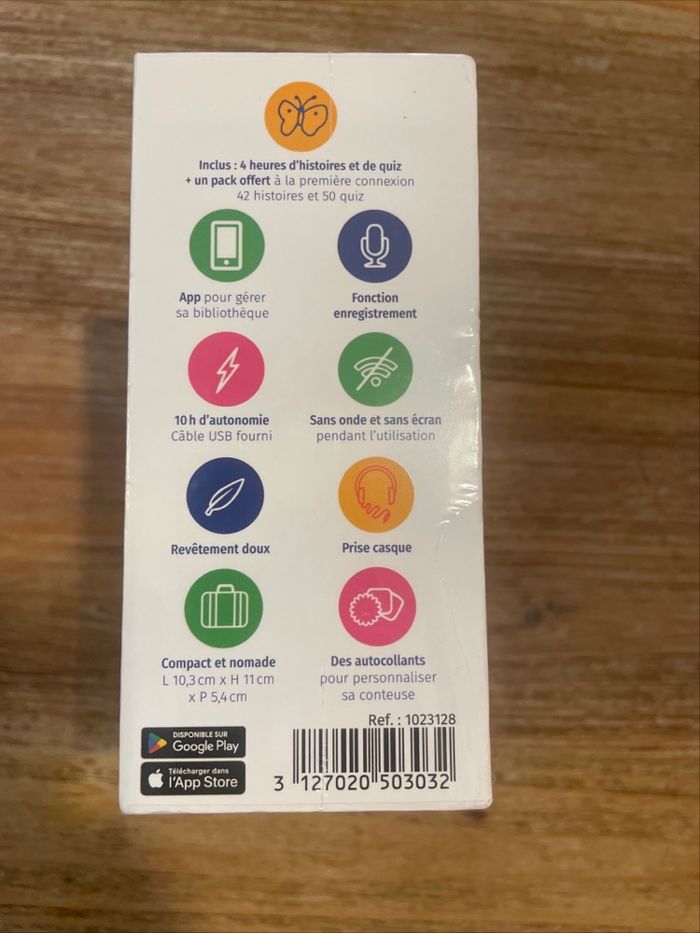 Inclus : 4 heures d'histoires et de quiz
+ un pack offert à la première connexion
42 histoires et 50 quiz
App pour gérer
sa bibliothèque
Fonction
enregistrement
10 h d'autonomie
Câble USB fourni
Sans onde et sans écran
pendant l'utilisation
Revêtement doux
Prise casque
Compact et nomade
L 10,3 cm x H 11 cm
x P 5,4 cm
Des autocollants
pour personnaliser
sa conteuse
Ref. : 1023128
DISPONIBLE SUR
Google Play
Télécharger dans
l'App Store
3 127020 503032